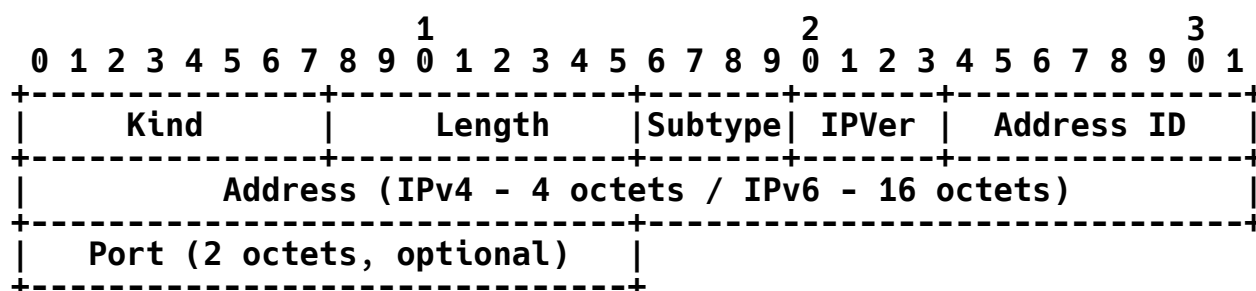 1 2 3
0 1 2 3 4 5 6 7 8 9 0 1 2 3 4 5 6 7 8 9 0 1 2 3 4 5 6 7 8 9 0 1
+---------------+---------------+-------+-------+---------------+
| Kind | Length |Subtype| IPVer | Address ID |
+---------------+---------------+-------+-------+---------------+
| Address (IPv4 - 4 octets / IPv6 - 16 octets) |
+-------------------------------+-------------------------------+
| Port (2 octets, optional) |
+-------------------------------+